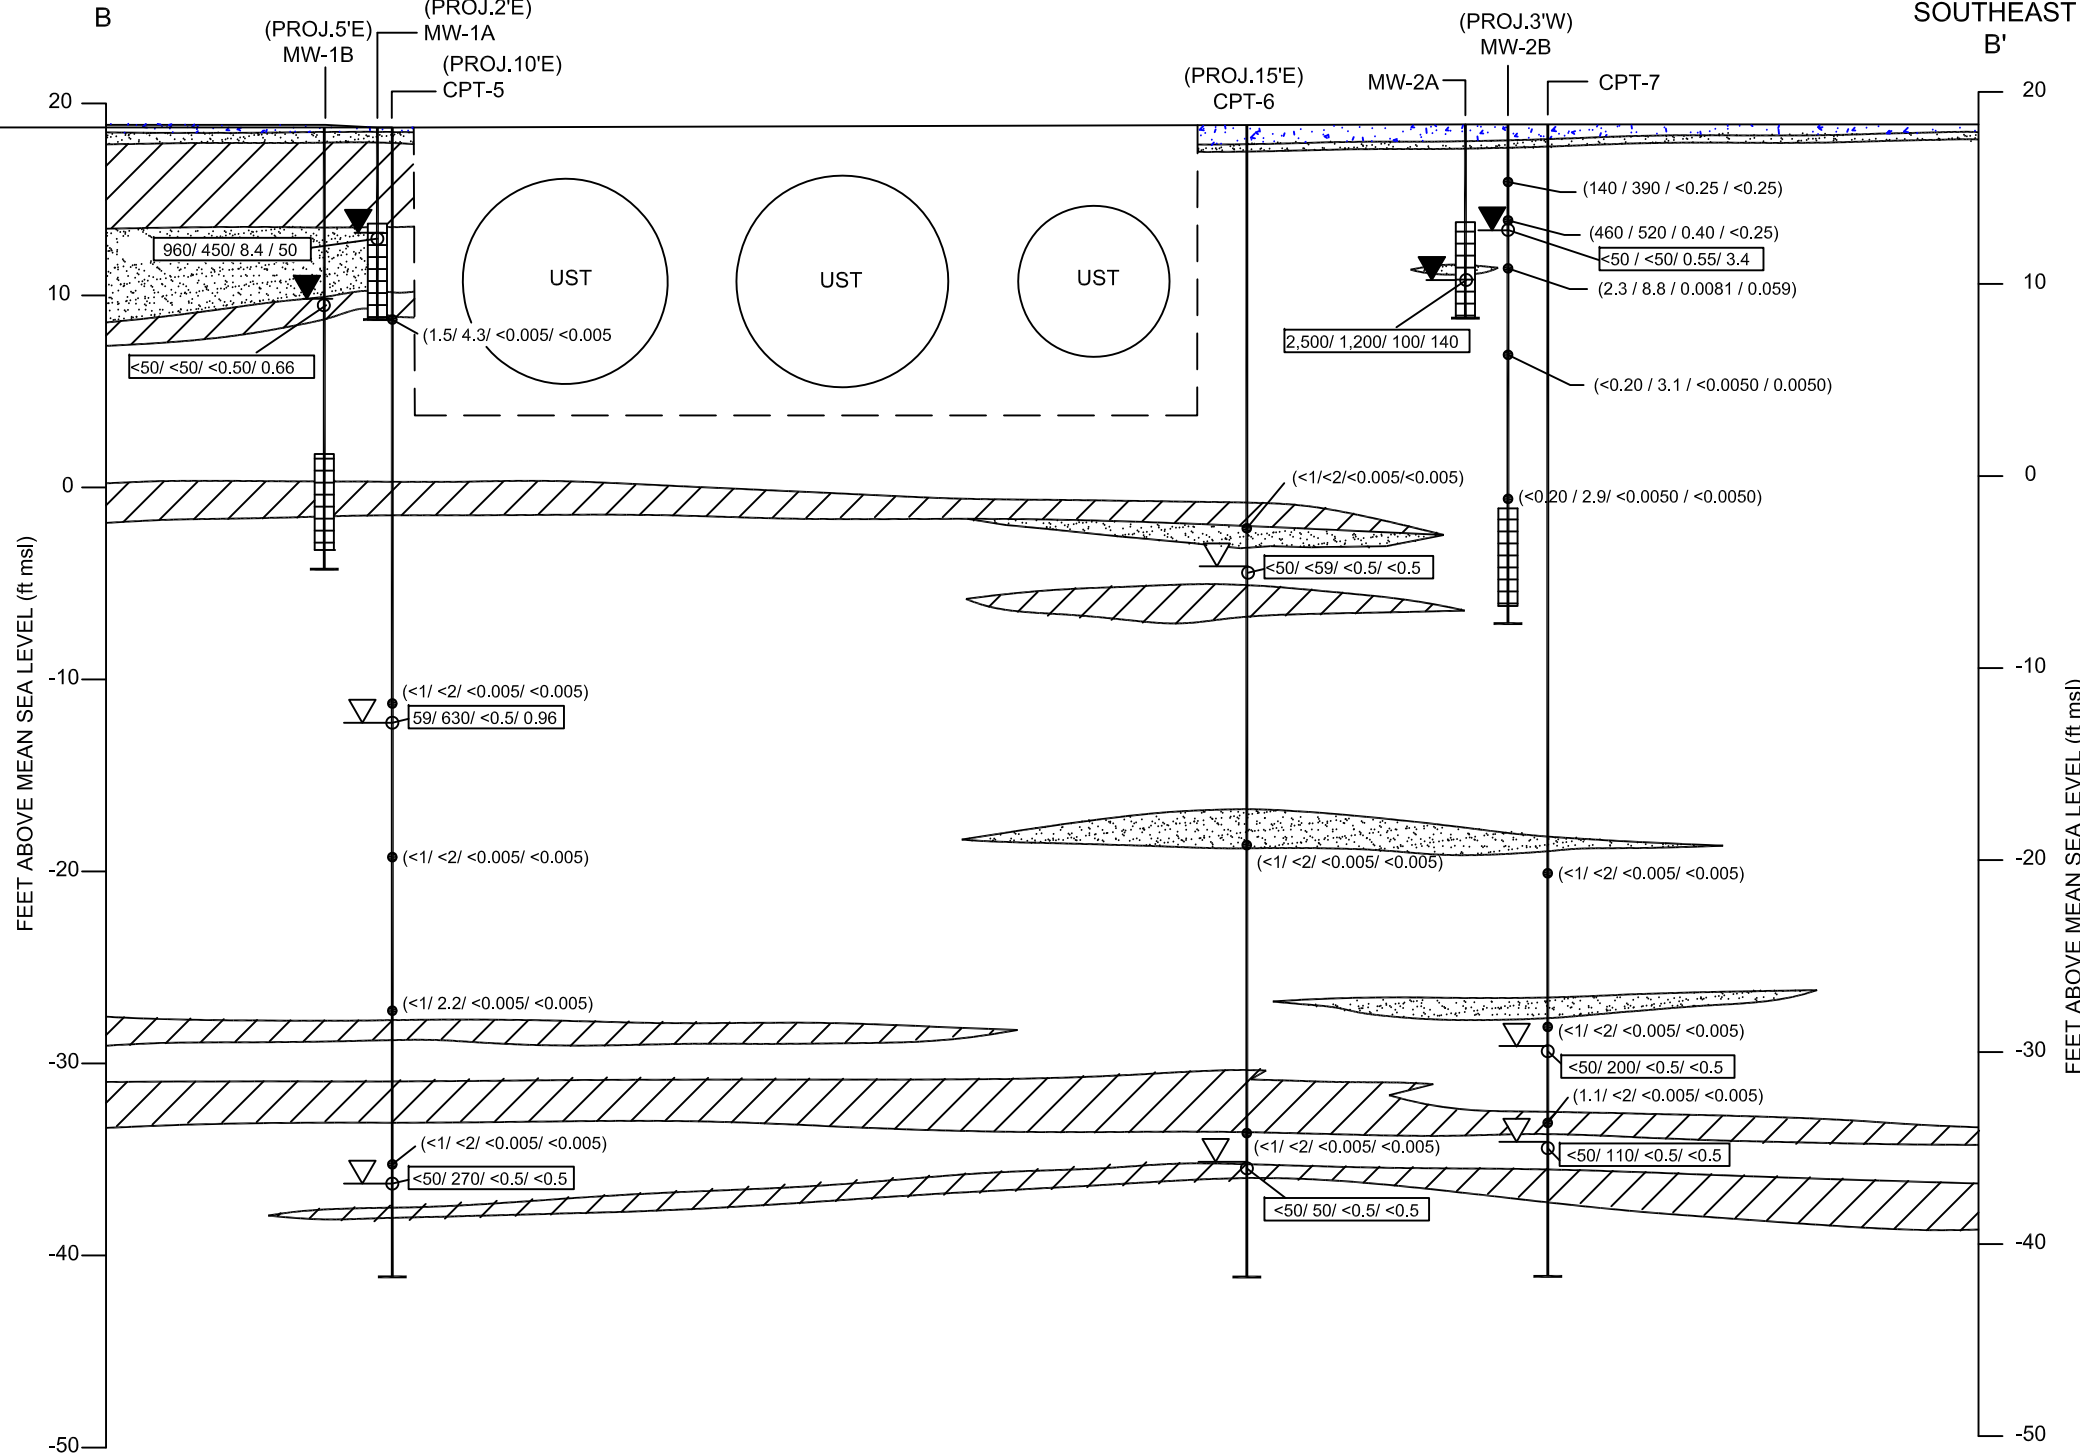 B
(PROJ.5'E)
MW-1B
(PROJ.2'E)
MW-1A
(PROJ.10'E)
CPT-5
(PROJ.15'E)
CPT-6
MW-2A
(PROJ.3'W)
MW-2B
CPT-7
SOUTHEAST
B'
20
10
0
-10
-20
-30
-40
-50
FEET ABOVE MEAN SEA LEVEL (ft msl)
960/ 450/ 8.4 / 50
<50/ <50/ <0.50/ 0.66
(1.5/ 4.3/ <0.005/ <0.005
UST
UST
UST
(140 / 390 / <0.25 / <0.25)
(460 / 520 / 0.40 / <0.25)
<50 / <50/ 0.55/ 3.4
(2.3 / 8.8 / 0.0081 / 0.059)
2,500/ 1,200/ 100/ 140
(<0.20 / 3.1 / <0.0050 / 0.0050)
(<1/<2/<0.005/<0.005)
(<0.20 / 2.9/ <0.0050 / <0.0050)
<50/ <59/ <0.5/ <0.5
(<1/ <2/ <0.005/ <0.005)
59/ 630/ <0.5/ 0.96
(<1/ <2/ <0.005/ <0.005)
(<1/ <2/ <0.005/ <0.005)
(<1/ <2/ <0.005/ <0.005)
(<1/ 2.2/ <0.005/ <0.005)
(<1/ <2/ <0.005/ <0.005)
<50/ 200/ <0.5/ <0.5
(1.1/ <2/ <0.005/ <0.005)
(<1/ <2/ <0.005/ <0.005)
(<1/ <2/ <0.005/ <0.005)
<50/ 110/ <0.5/ <0.5
<50/ 270/ <0.5/ <0.5
<50/ 50/ <0.5/ <0.5
20
10
0
-10
-20
-30
-40
-50
FEET ABOVE MEAN SEA LEVEL (ft msl)